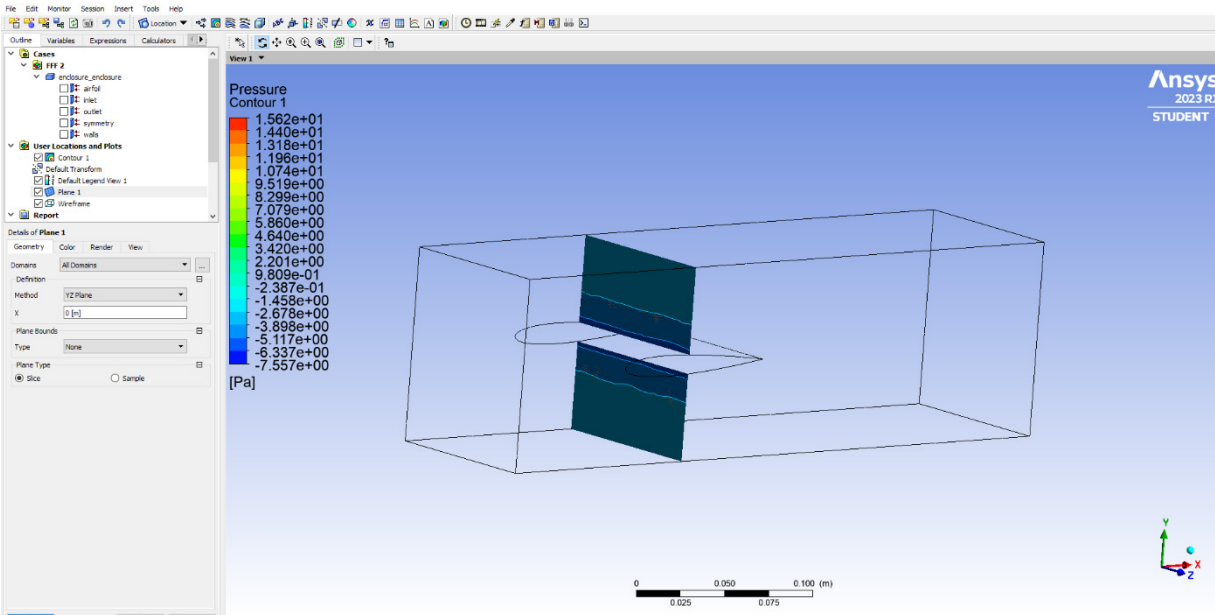 File Edit Monitor Session Insert Tools Help
Location
Outline Variables Expressions Calculators
Cases
FFF 2
enclosure_enclosure
airfoil
inlet
outlet
symmetry
walls
User Locations and Plots
Contour 1
Default Transform
Default Legend View 1
Plane 1
Wireframe
Report
Details of Plane 1
Geometry Color Render View
Domains All Domains ...
Definition
Method YZ Plane
X 0 [m]
Plane Bounds
Type None
Plane Type
Slice Sample
View 1
Pressure
Contour 1
1.562e+01
1.440e+01
1.318e+01
1.196e+01
1.074e+01
9.519e+00
8.299e+00
7.079e+00
5.860e+00
4.640e+00
3.420e+00
2.201e+00
9.809e-01
-2.387e-01
-1.458e+00
-2.678e+00
-3.898e+00
-5.117e+00
-6.337e+00
-7.557e+00
[Pa]
Ansys
2023 R1
STUDENT
0 0.050 0.100 (m)
0.025 0.075
Y
X
Z